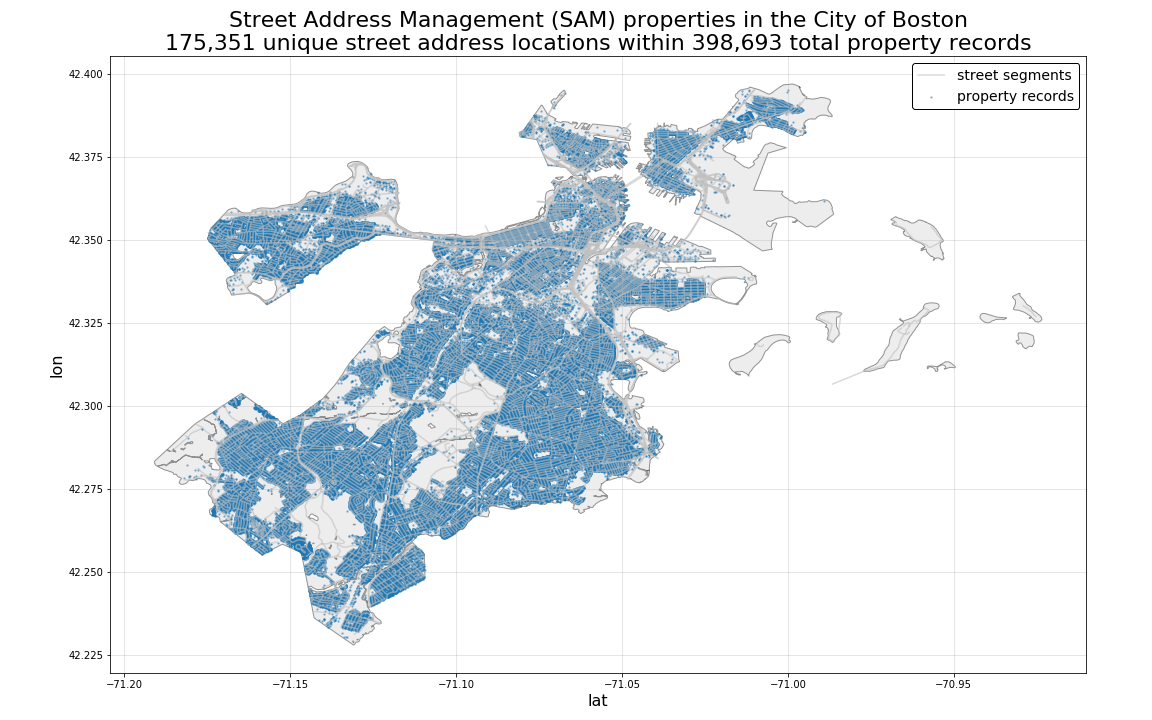 Street Address Management (SAM) properties in the City of Boston
175,351 unique street address locations within 398,693 total property records
street segments
property records
42.400
42.375
42.350
42.325
42.300
42.275
42.250
42.225
lon
−71.20
−71.15
−71.10
−71.05
−71.00
−70.95
lat